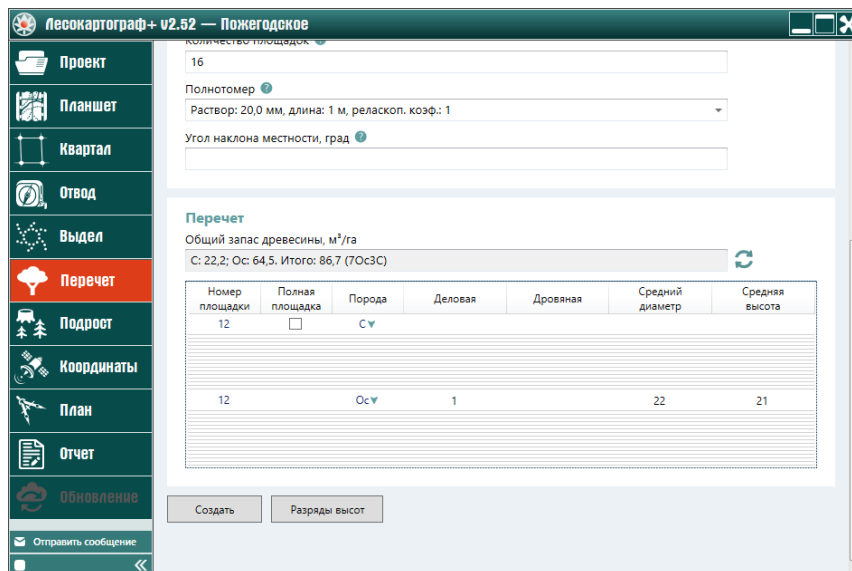 Лесокартограф+ v2.52 — Пожегодское
Проект
Планшет
Квартал
Отвод
Выдел
Перечет
Подрост
Координаты
План
Отчет
Обновление
Отправить сообщение
Количество площадок
16
Полнотомер
Раствор: 20,0 мм, длина: 1 м, реласкоп. коэф.: 1
Угол наклона местности, град
Перечет
Общий запас древесины, м³/га
С: 22,2; Ос: 64,5. Итого: 86,7 (7Ос3С)
Номер площадки Полная площадка Порода Деловая Дровяная Средний диаметр Средняя высота
12 С
12 Ос 1 22 21
Создать Разряды высот